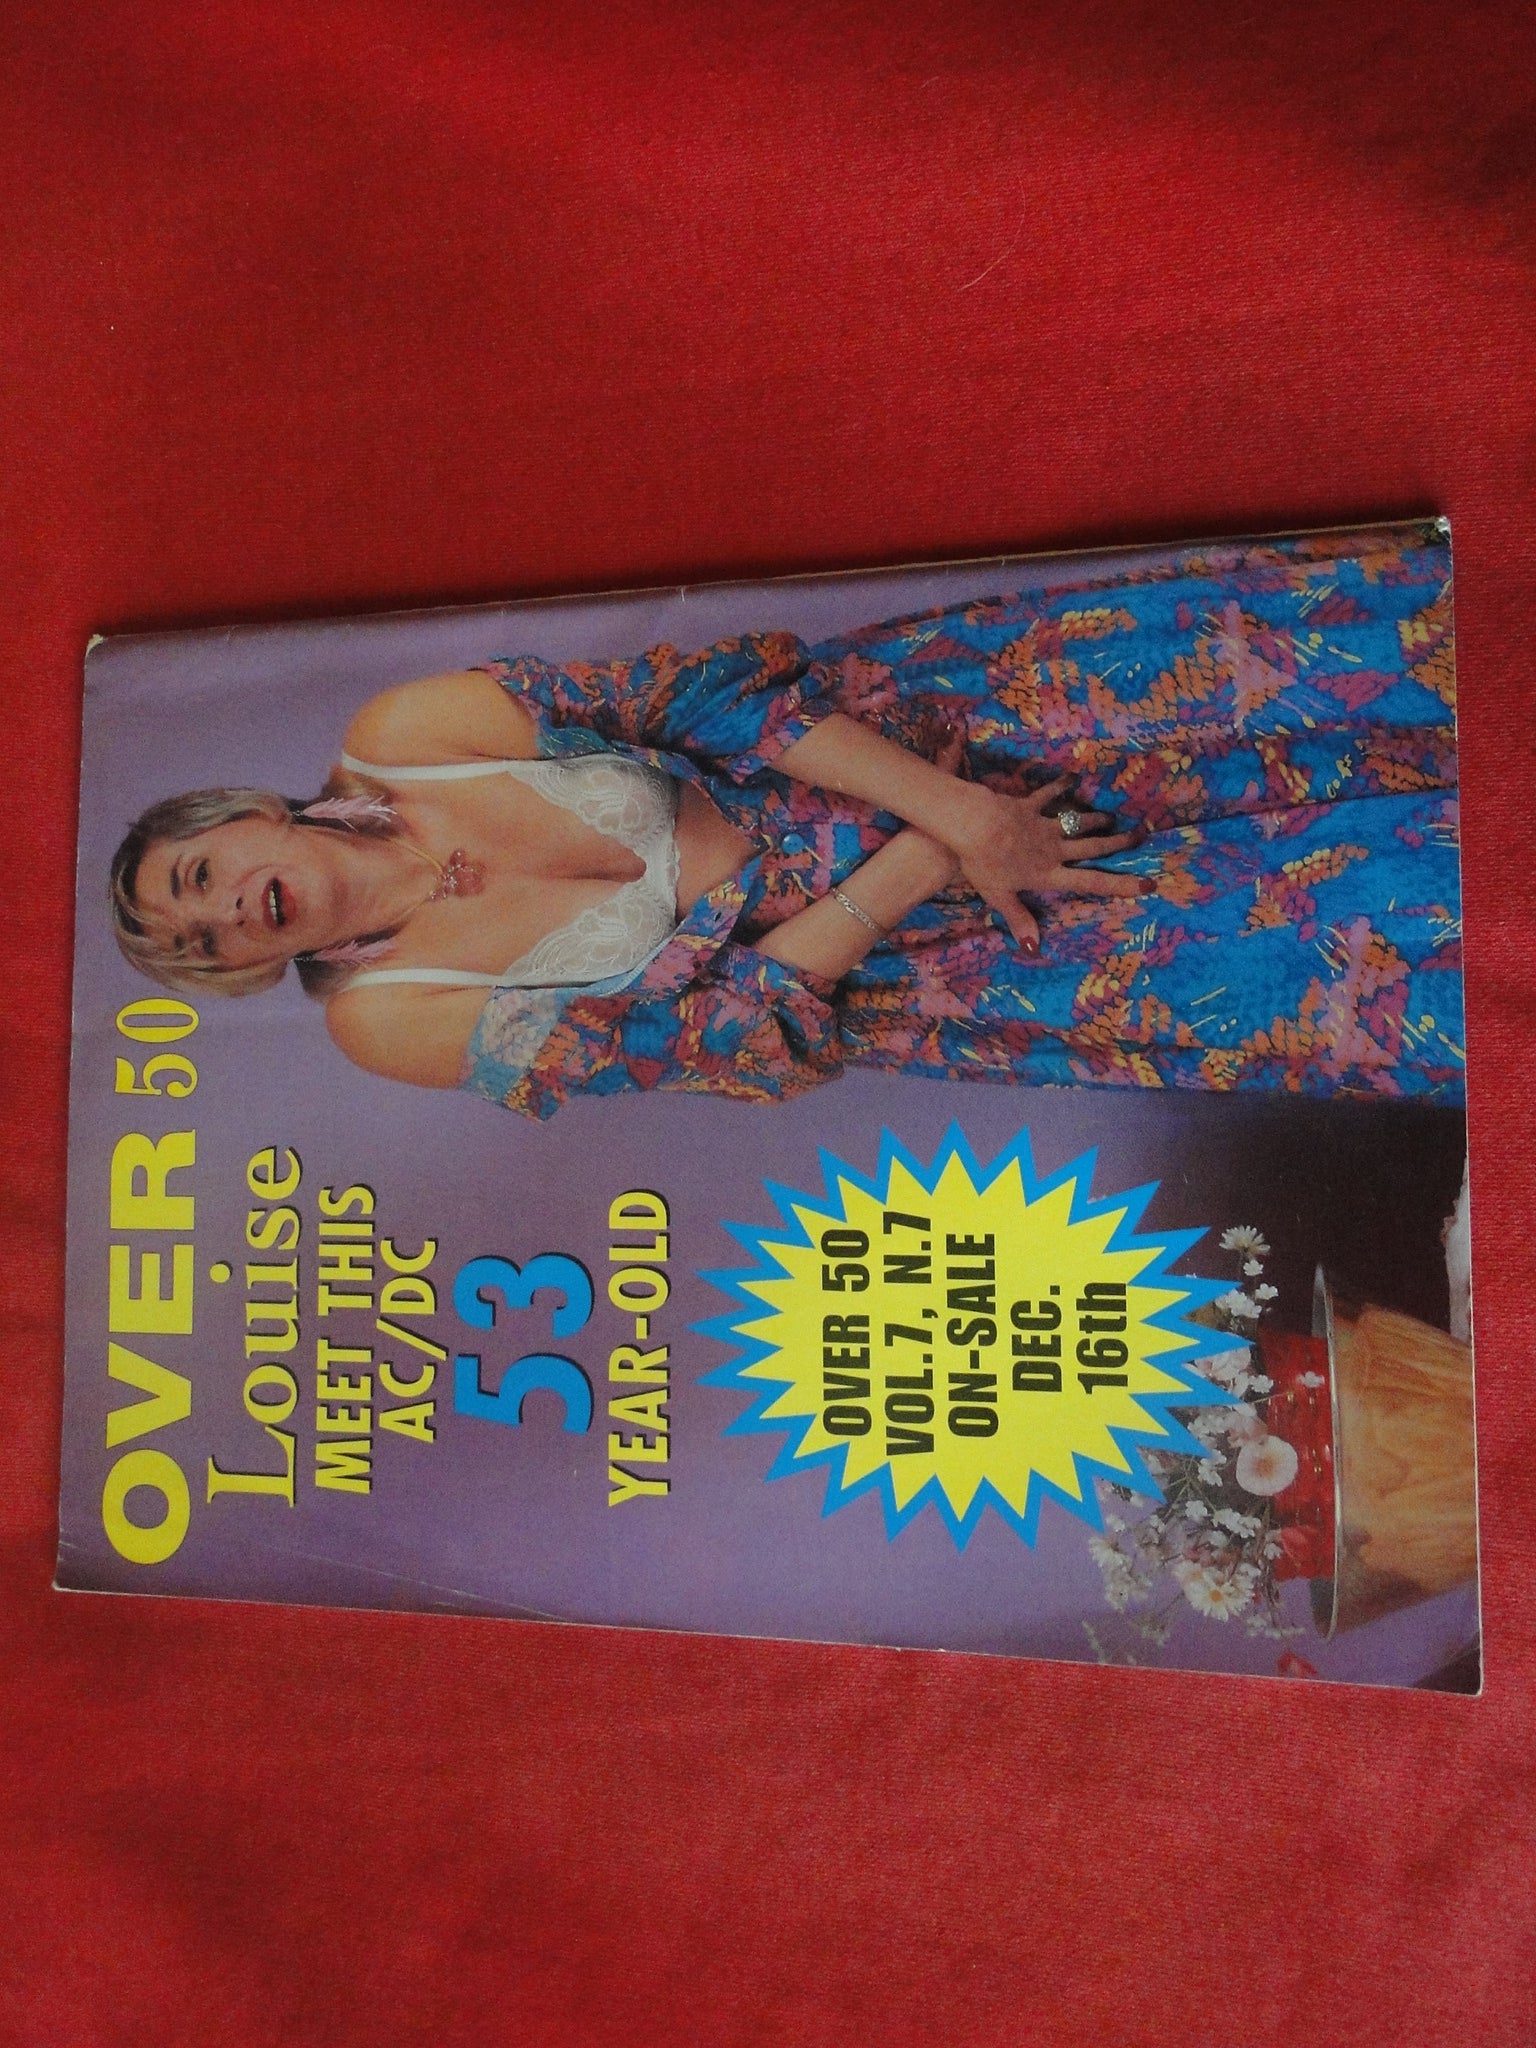 OVER 50
Louise
MEET THIS
AC/DC
53
YEAR-OLD
OVER 50
VOL.7, N.7
ON-SALE
DEC.
16th